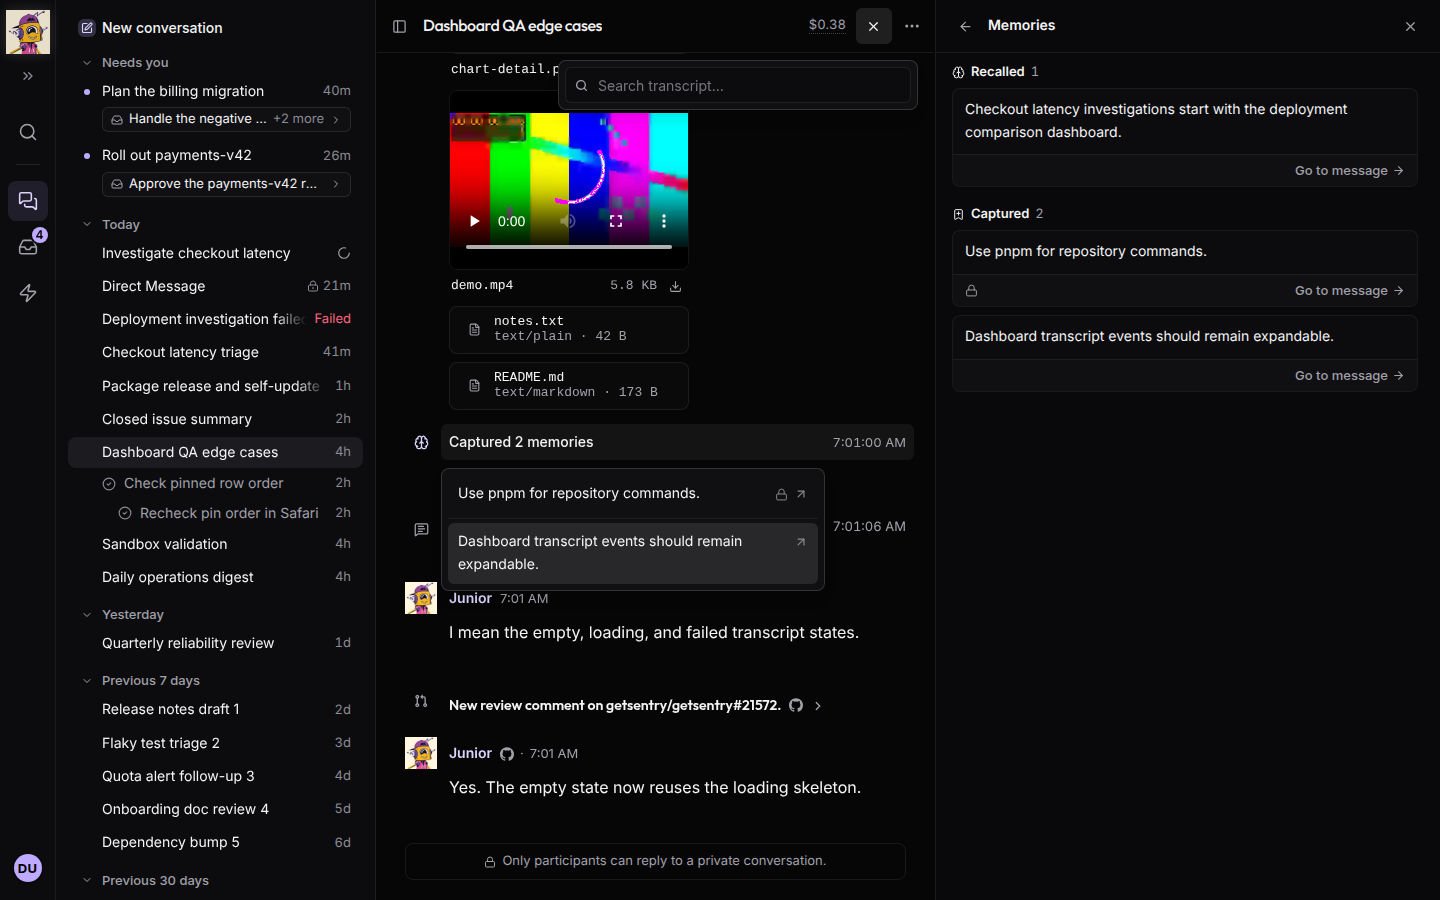 New conversation
Needs you
Plan the billing migration 40m
Handle the negative ... +2 more
Roll out payments-v42 26m
Approve the payments-v42 r...
Today
Investigate checkout latency
Direct Message 21m
Deployment investigation failed Failed
Checkout latency triage 41m
Package release and self-update 1h
Closed issue summary 2h
Dashboard QA edge cases 4h
Check pinned row order 2h
Recheck pin order in Safari 2h
Sandbox validation 4h
Daily operations digest 4h
Yesterday
Quarterly reliability review 1d
Previous 7 days
Release notes draft 1 2d
Flaky test triage 2 3d
Quota alert follow-up 3 4d
Onboarding doc review 4 5d
Dependency bump 5 6d
Previous 30 days
4
DU
Dashboard QA edge cases $0.38
Search transcript...
chart-detail.p
0:00
demo.mp4 5.8 KB
notes.txt
text/plain · 42 B
README.md
text/markdown · 173 B
Captured 2 memories 7:01:00 AM
Use pnpm for repository commands.
7:01:06 AM
Dashboard transcript events should remain
expandable.
Junior 7:01 AM
I mean the empty, loading, and failed transcript states.
New review comment on getsentry/getsentry#21572.
Junior · 7:01 AM
Yes. The empty state now reuses the loading skeleton.
Only participants can reply to a private conversation.
Memories
Recalled 1
Checkout latency investigations start with the deployment
comparison dashboard.
Go to message
Captured 2
Use pnpm for repository commands.
Go to message
Dashboard transcript events should remain expandable.
Go to message